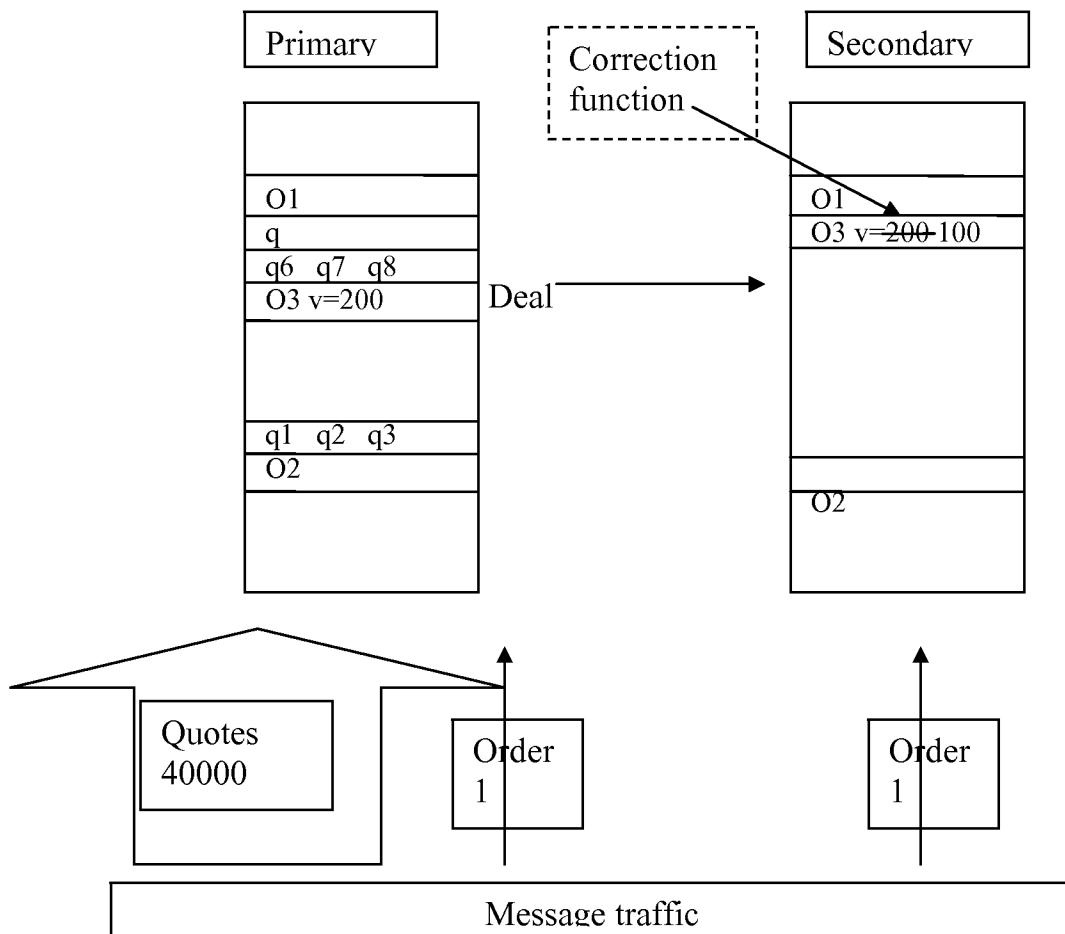 Primary
Correction
function
Secondary
O1
q
q6 q7 q8
O3 v=200
q1 q2 q3
O2
Deal
O1
O3 v=200 100
O2
Quotes
40000
Order
1
Order
1
Message traffic